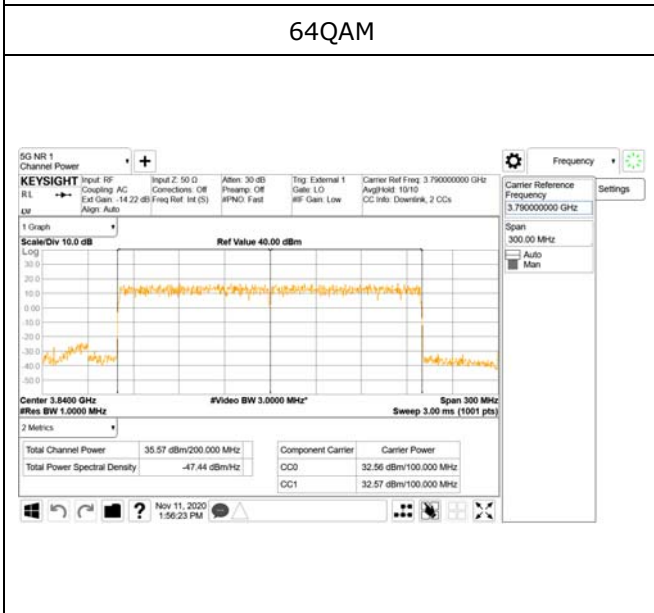 64QAM
5G NR 1
Channel Power
KEYSIGHT
RL
Input: RF
Coupling: AC
Ext Gain: -14.22 dB
Align: Auto
Input Z: 50 Ω
Corrections: Off
Freq Ref: Int (S)
Atten: 30 dB
Preamp: Off
#PNO: Fast
Trig: External 1
Gate: LO
#IF Gain: Low
Carrier Ref Freq: 3.790000000 GHz
Avg|Hold: 10/10
CC Info: Downlink, 2 CCs
1 Graph
Scale/Div 10.0 dB
Ref Value 40.00 dBm
Log
30.0
20.0
10.0
0.00
-10.0
-20.0
-30.0
-40.0
-50.0
Center 3.8400 GHz
#Video BW 3.0000 MHz*
Span 300 MHz
#Res BW 1.0000 MHz
Sweep 3.00 ms (1001 pts)
2 Metrics
Total Channel Power 35.57 dBm/200.000 MHz
Total Power Spectral Density -47.44 dBm/Hz
Component Carrier Carrier Power
CC0 32.56 dBm/100.000 MHz
CC1 32.57 dBm/100.000 MHz
Nov 11, 2020
1:56:23 PM
Frequency
Carrier Reference
Frequency
3.790000000 GHz
Settings
Span
300.00 MHz
Auto
Man